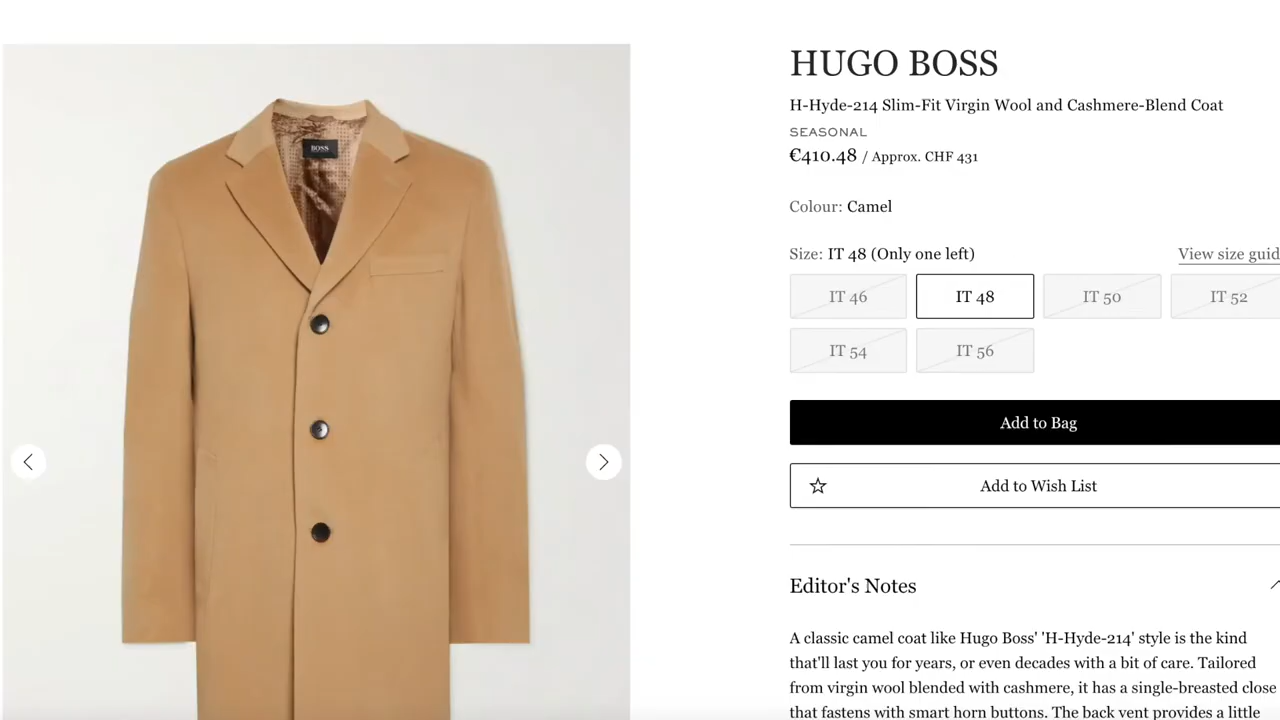 BOSS
HUGO BOSS
H-Hyde-214 Slim-Fit Virgin Wool and Cashmere-Blend Coat
SEASONAL
€410.48 / Approx. CHF 431
Colour: Camel
Size: IT 48 (Only one left) View size guid
IT 46 IT 48 IT 50 IT 52
IT 54 IT 56
Add to Bag
Add to Wish List
Editor's Notes
A classic camel coat like Hugo Boss' 'H-Hyde-214' style is the kind
that'll last you for years, or even decades with a bit of care. Tailored
from virgin wool blended with cashmere, it has a single-breasted close
that fastens with smart horn buttons. The back vent provides a little